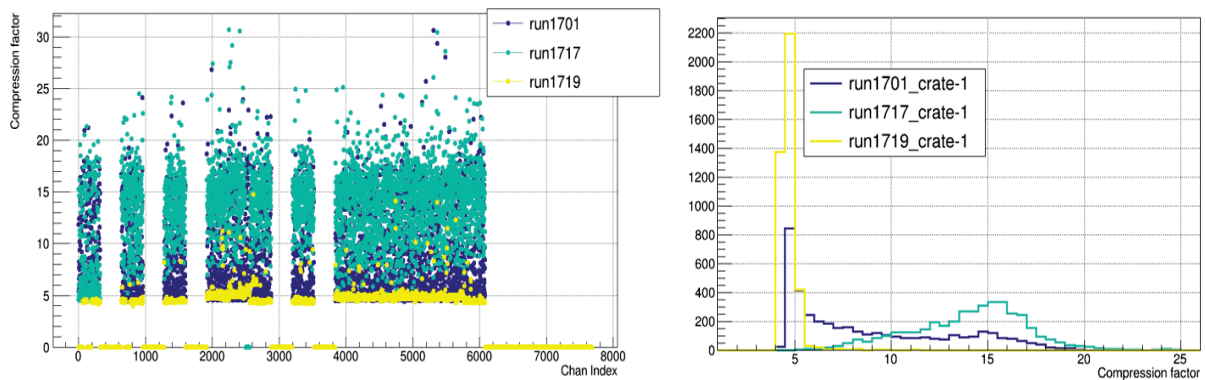 Compression factor
30
25
20
15
10
5
0
0 1000 2000 3000 4000 5000 6000 7000 8000
Chan Index
run1701
run1717
run1719
2200
2000
1800
1600
1400
1200
1000
800
600
400
200
0
5 10 15 20 25
Compression factor
run1701_crate-1
run1717_crate-1
run1719_crate-1